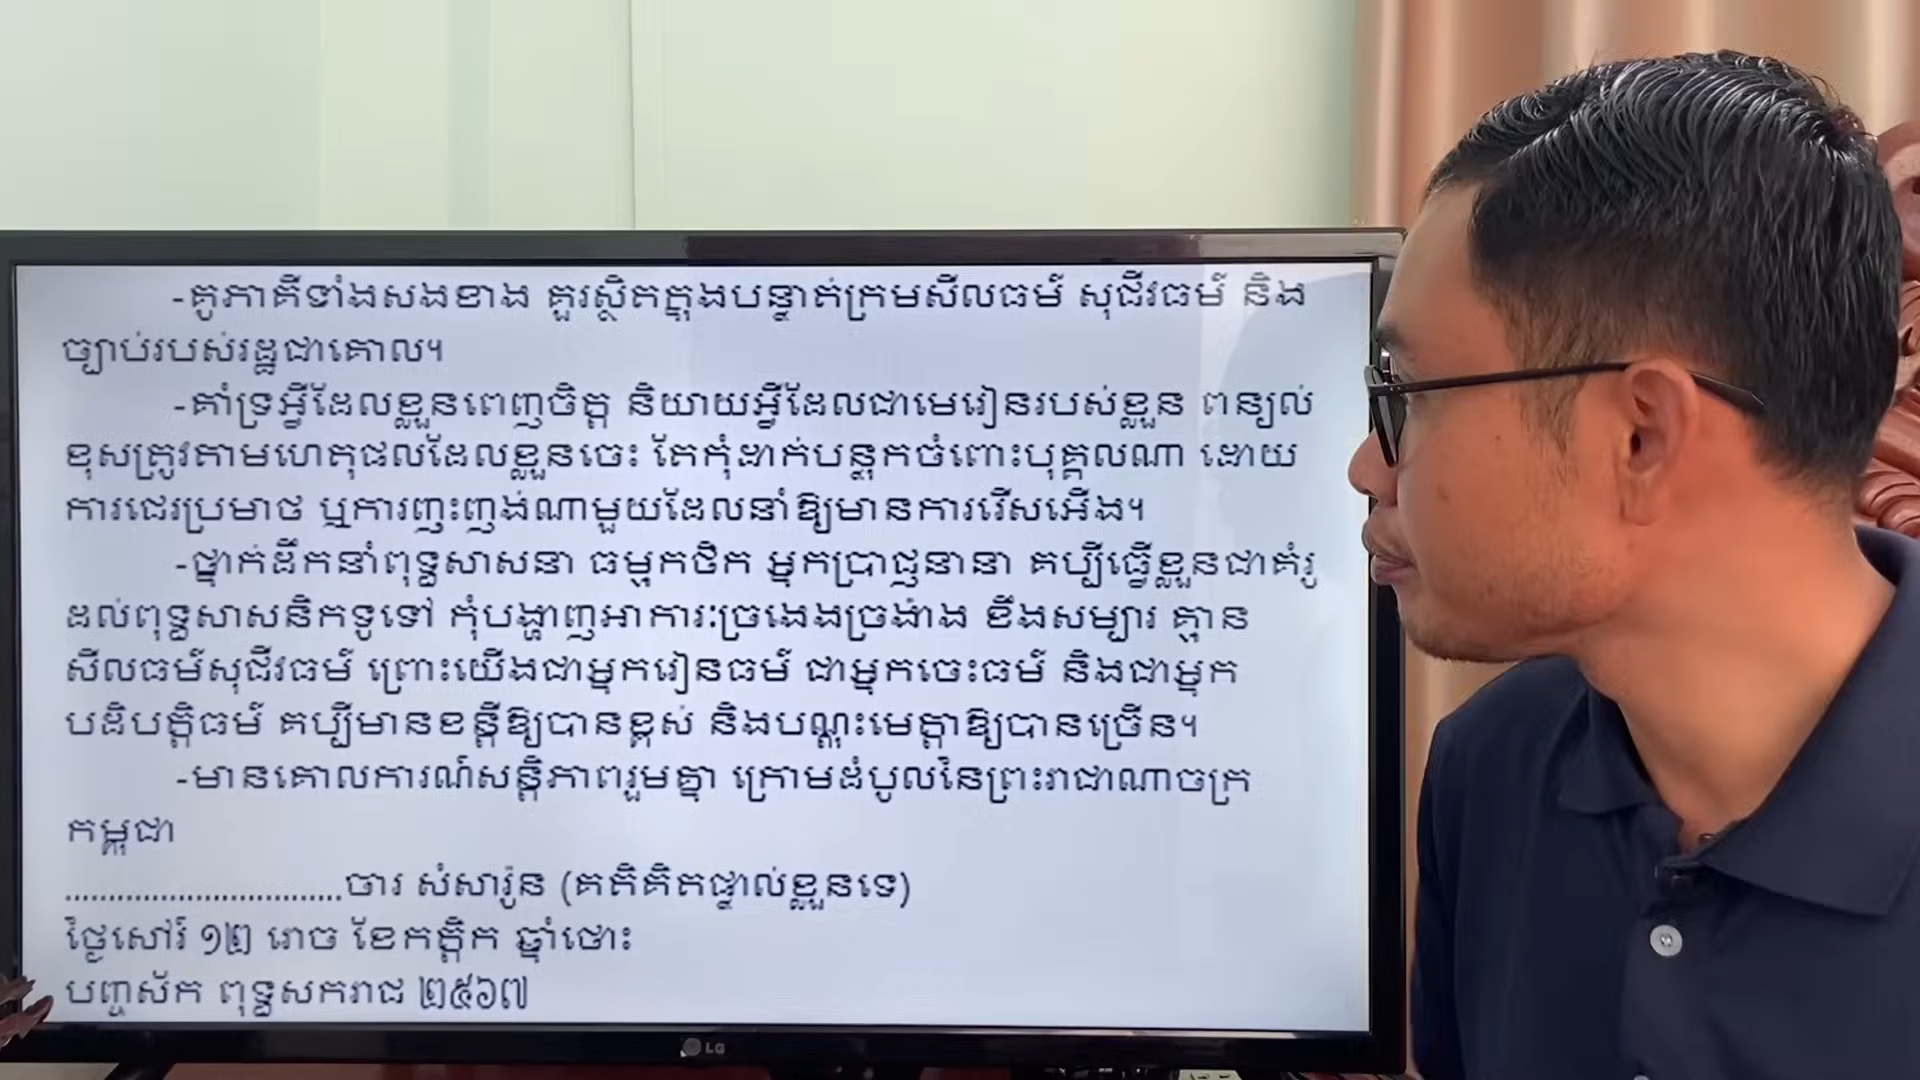 -គូភាគីទាំងសងខាង គួរស្ថិតក្នុងបន្ទាត់ក្រមសីលធម៌ សុជីវធម៌ និង
ច្បាប់របស់រដ្ឋជាគោល។
-គាំទ្រអ្វីដែលខ្លួនពេញចិត្ត និយាយអ្វីដែលជាមេរៀនរបស់ខ្លួន ពន្យល់
ខុសត្រូវតាមហេតុផលដែលខ្លួនចេះ តែកុំដាក់បន្ទុកចំពោះបុគ្គលណា ដោយ
ការជេរប្រមាថ ឬការញុះញង់ណាមួយដែលនាំឱ្យមានការរើសអើង។
-ថ្នាក់ដឹកនាំពុទ្ធសាសនា ធម្មកថិក អ្នកប្រាជ្ញនានា គប្បីធ្វើខ្លួនជាគំរូ
ដល់ពុទ្ធសាសនិកទូទៅ កុំបង្ហាញអាការៈច្រងេងច្រង៉ាង ខឹងសម្បារ គ្មាន
សីលធម៌សុជីវធម៌ ព្រោះយើងជាអ្នករៀនធម៌ ជាអ្នកចេះធម៌ និងជាអ្នក
បដិបត្តិធម៌ គប្បីមានខន្តីឱ្យបានខ្ពស់ និងបណ្តុះមេត្តាឱ្យបានច្រើន។
-មានគោលការណ៍សន្តិភាពរួមគ្នា ក្រោមដំបូលនៃព្រះរាជាណាចក្រ
កម្ពុជា
...............................ចារ សំសារ៉ូន (គតិគិតផ្ទាល់ខ្លួនទេ)
ថ្ងៃសៅរ៍ ១២ រោច ខែកត្តិក ឆ្នាំថោះ
បញ្ចស័ក ពុទ្ធសករាជ ២៥៦៧
LG